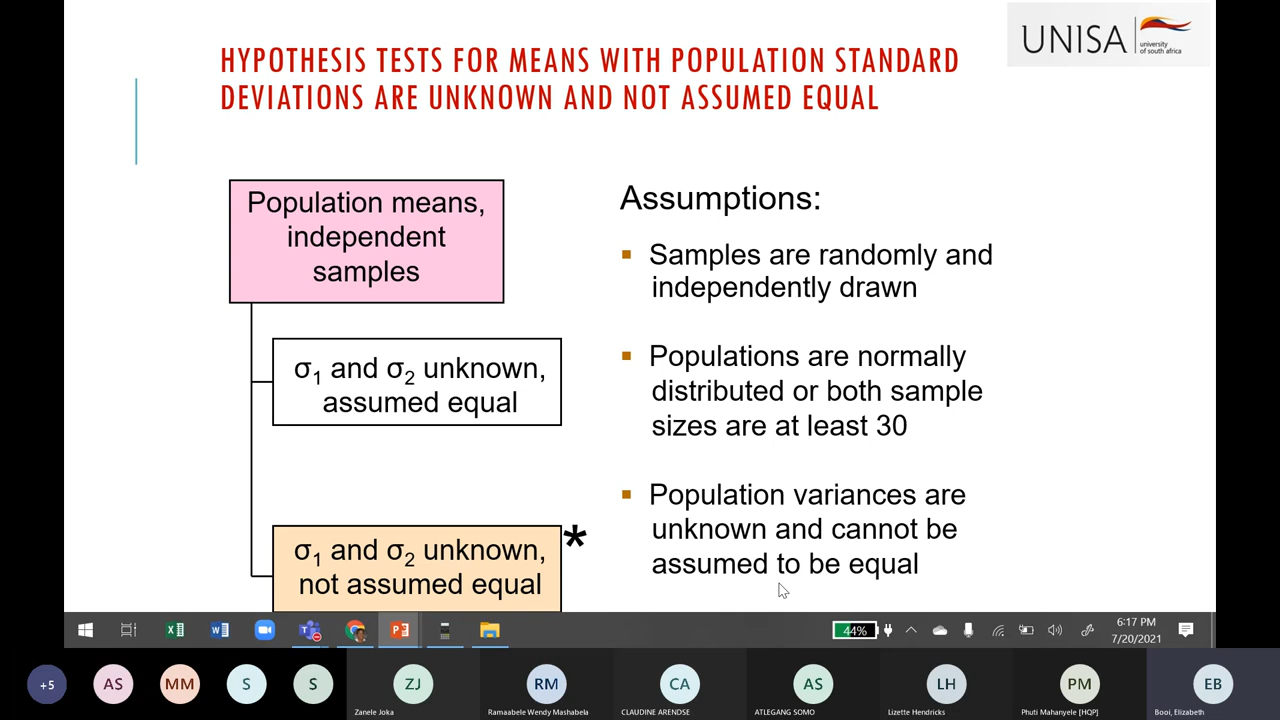 UNISA
university
of south africa
HYPOTHESIS TESTS FOR MEANS WITH POPULATION STANDARD
DEVIATIONS ARE UNKNOWN AND NOT ASSUMED EQUAL
Population means,
independent
samples
σ1 and σ2 unknown,
assumed equal
σ1 and σ2 unknown,
not assumed equal
*
Assumptions:
▪ Samples are randomly and
independently drawn
▪ Populations are normally
distributed or both sample
sizes are at least 30
▪ Population variances are
unknown and cannot be
assumed to be equal
44%
6:17 PM
7/20/2021
+5
AS
MM
S
S
ZJ
Zanele Joka
RM
Ramaabele Wendy Mashabela
CA
CLAUDINE ARENDSE
AS
ATLEGANG SOMO
LH
Lizette Hendricks
PM
Phuti Mahanyele [HQP]
EB
Booi, Elizabeth